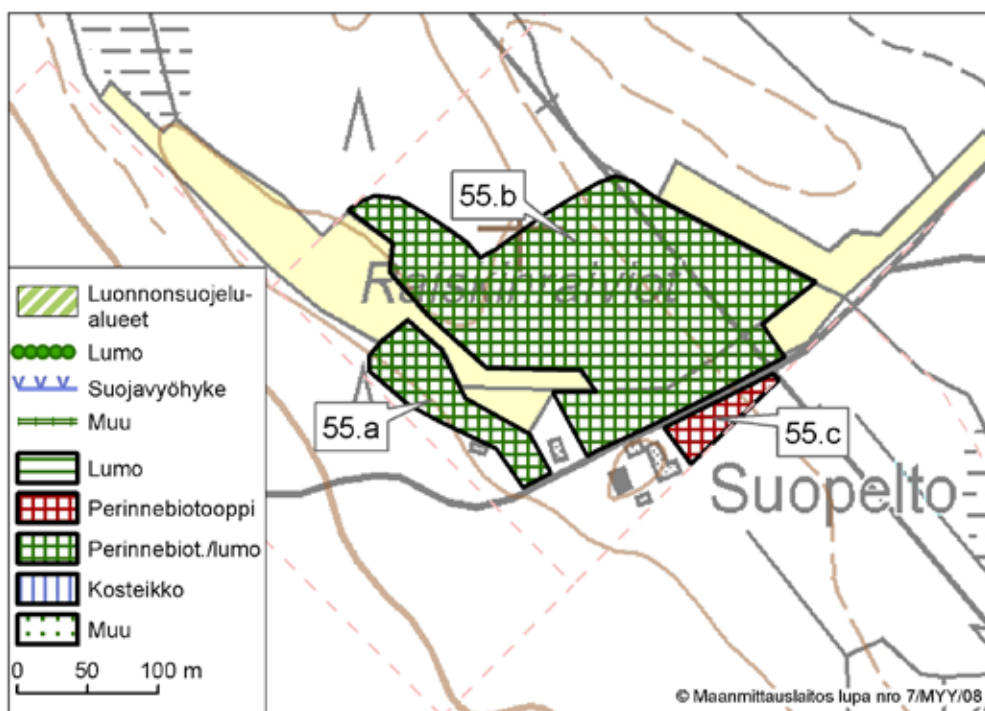 55.b
55.a
55.c
Suopelto
Luonnonsuojelu-
alueet
Lumo
Suojavyöhyke
Muu
Lumo
Perinnebiotooppi
Perinnebiot./lumo
Kosteikko
Muu
0 50 100 m
© Maanmittauslaitos lupa nro 7/MYY/08